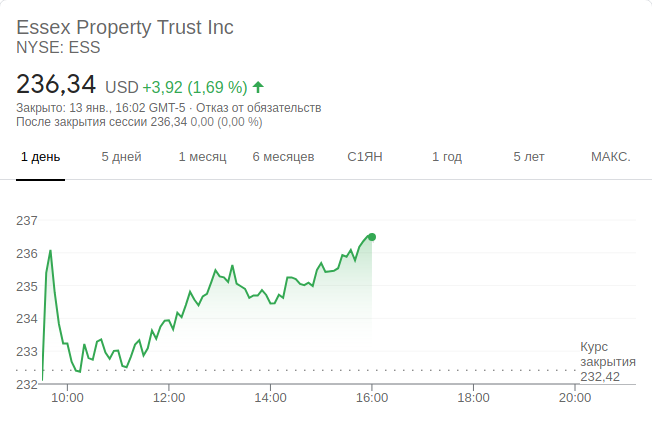 Essex Property Trust Inc
NYSE: ESS
236,34 USD +3,92 (1,69 %)
Закрыто: 13 янв., 16:02 GMT-5 · Отказ от обязательств
После закрытия сессии 236,34 0,00 (0,00 %)
1 день 5 дней 1 месяц 6 месяцев С1ЯН 1 год 5 лет МАКС.
237
236
235
234
233
232
Курс
закрытия
232,42
10:00 12:00 14:00 16:00 18:00 20:00